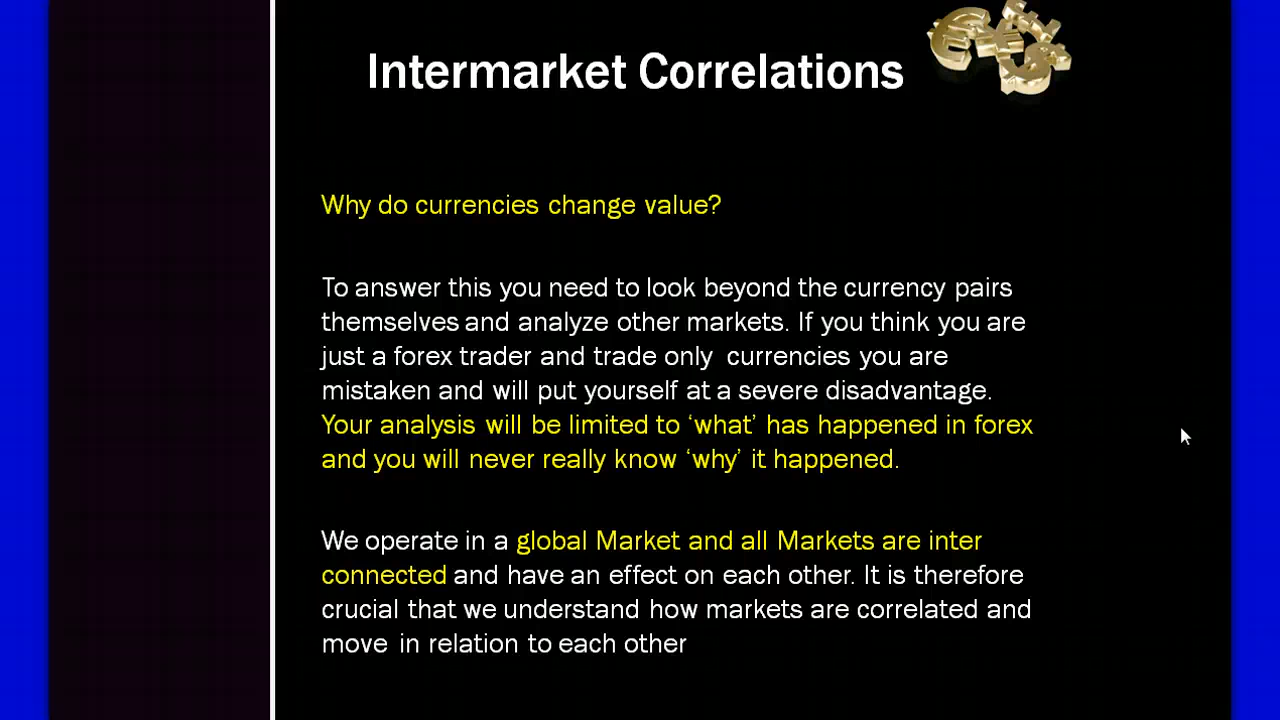 Intermarket Correlations
Why do currencies change value?
To answer this you need to look beyond the currency pairs
themselves and analyze other markets. If you think you are
just a forex trader and trade only currencies you are
mistaken and will put yourself at a severe disadvantage.
Your analysis will be limited to ‘what’ has happened in forex
and you will never really know ‘why’ it happened.
We operate in a global Market and all Markets are inter
connected and have an effect on each other. It is therefore
crucial that we understand how markets are correlated and
move in relation to each other